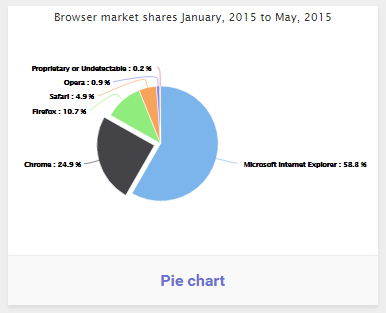 Browser market shares January, 2015 to May, 2015
Proprietary or Undetectable : 0.2 %
Opera : 0.9 %
Safari : 4.9 %
Firefox : 10.7 %
Chrome : 24.9 %
Microsoft Internet Explorer : 58.8 %
Pie chart